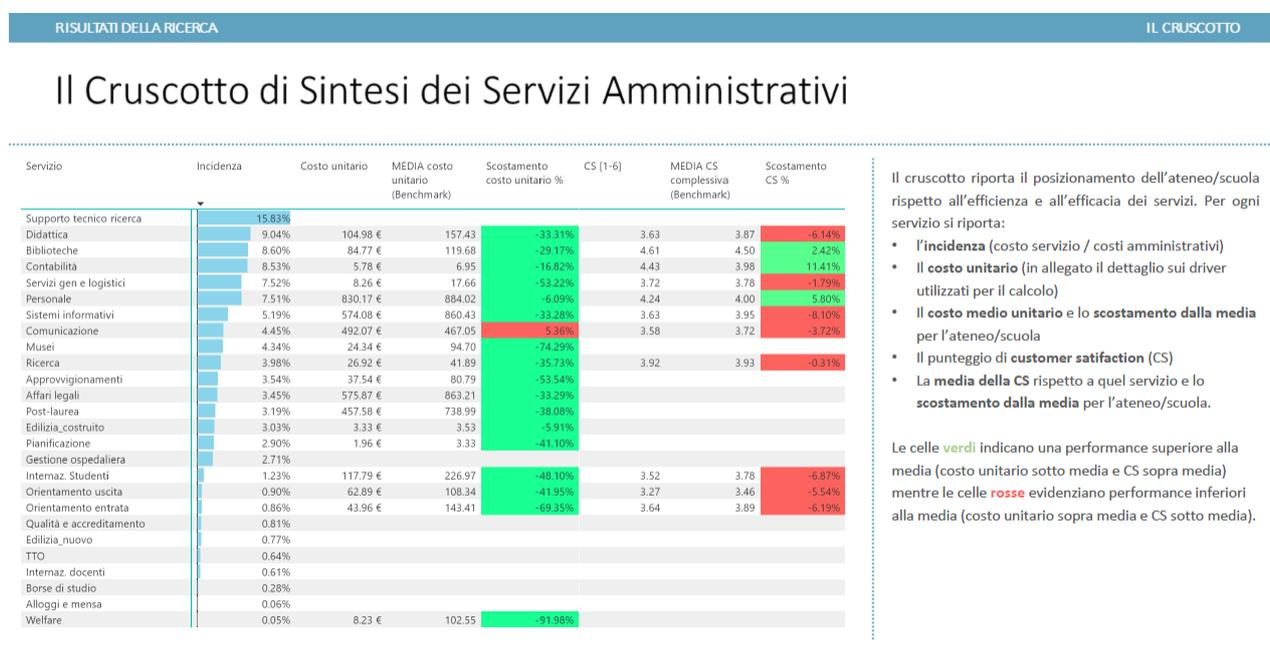 RISULTATI DELLA RICERCA IL CRUSCOTTO
Il Cruscotto di Sintesi dei Servizi Amministrativi
Servizio Incidenza Costo unitario MEDIA costo unitario (Benchmark) Scostamento costo unitario % CS [1-6] MEDIA CS complessiva (Benchmark) Scostamento CS %
Supporto tecnico ricerca 15.83%
Didattica 9.04% 104.98 € 157.43 -33.31% 3.63 3.87 -6.14%
Biblioteche 8.60% 84.77 € 119.68 -29.17% 4.61 4.50 2.42%
Contabilità 8.53% 5.78 € 6.95 -16.82% 4.43 3.98 11.41%
Servizi gen e logistici 7.52% 8.26 € 17.66 -53.22% 3.72 3.78 -1.79%
Personale 7.51% 830.17 € 884.02 -6.09% 4.24 4.00 5.80%
Sistemi informativi 5.19% 574.08 € 860.43 -33.28% 3.63 3.95 -8.10%
Comunicazione 4.45% 492.07 € 467.05 5.36% 3.58 3.72 -3.72%
Musei 4.34% 24.34 € 94.70 -74.29%
Ricerca 3.98% 26.92 € 41.89 -35.73% 3.92 3.93 -0.31%
Approvvigionamenti 3.54% 37.54 € 80.79 -53.54%
Affari legali 3.45% 575.87 € 863.21 -33.29%
Post-laurea 3.19% 457.58 € 738.99 -38.08%
Edilizia_costruito 3.03% 3.33 € 3.53 -5.91%
Pianificazione 2.90% 1.96 € 3.33 -41.10%
Gestione ospedaliera 2.71%
Internaz. Studenti 1.23% 117.79 € 226.97 -48.10% 3.52 3.78 -6.87%
Orientamento uscita 0.90% 62.89 € 108.34 -41.95% 3.27 3.46 -5.54%
Orientamento entrata 0.86% 43.96 € 143.41 -69.35% 3.64 3.89 -6.19%
Qualità e accreditamento 0.81%
Edilizia_nuovo 0.77%
TTO 0.64%
Internaz. docenti 0.61%
Borse di studio 0.28%
Alloggi e mensa 0.06%
Welfare 0.05% 8.23 € 102.55 -91.98%
Il cruscotto riporta il posizionamento dell'ateneo/scuola
rispetto all'efficienza e all'efficacia dei servizi. Per ogni
servizio si riporta:
• l'incidenza (costo servizio / costi amministrativi)
• Il costo unitario (in allegato il dettaglio sui driver
utilizzati per il calcolo)
• Il costo medio unitario e lo scostamento dalla media
per l'ateneo/scuola
• Il punteggio di customer satifaction (CS)
• La media della CS rispetto a quel servizio e lo
scostamento dalla media per l'ateneo/scuola.
Le celle verdi indicano una performance superiore alla
media (costo unitario sotto media e CS sopra media)
mentre le celle rosse evidenziano performance inferiori
alla media (costo unitario sopra media e CS sotto media).